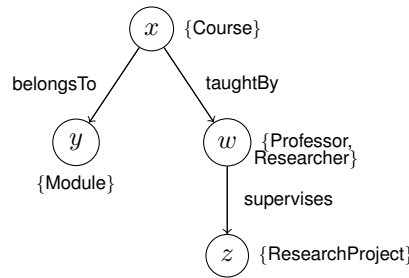 x {Course}
belongsTo taughtBy
y w {Professor,
Researcher}
{Module}
supervises
z {ResearchProject}